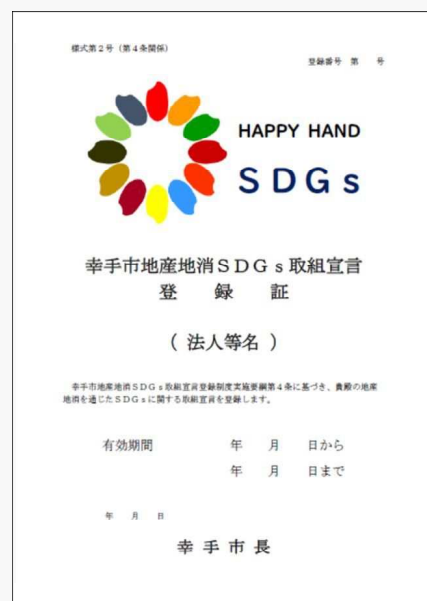 様式第2号（第4条関係）
登録番号　第　　号
HAPPY HAND
SDGs
幸手市地産地消SDGs取組宣言
登　録　証
（ 法人等名 ）
幸手市地産地消SDGs取組宣言登録制度実施要綱第4条に基づき、貴殿の地産
地消を通じたSDGsに関する取組宣言を登録します。
有効期間　　　　年　月　日から
年　月　日まで
年　月　日
幸 手 市 長